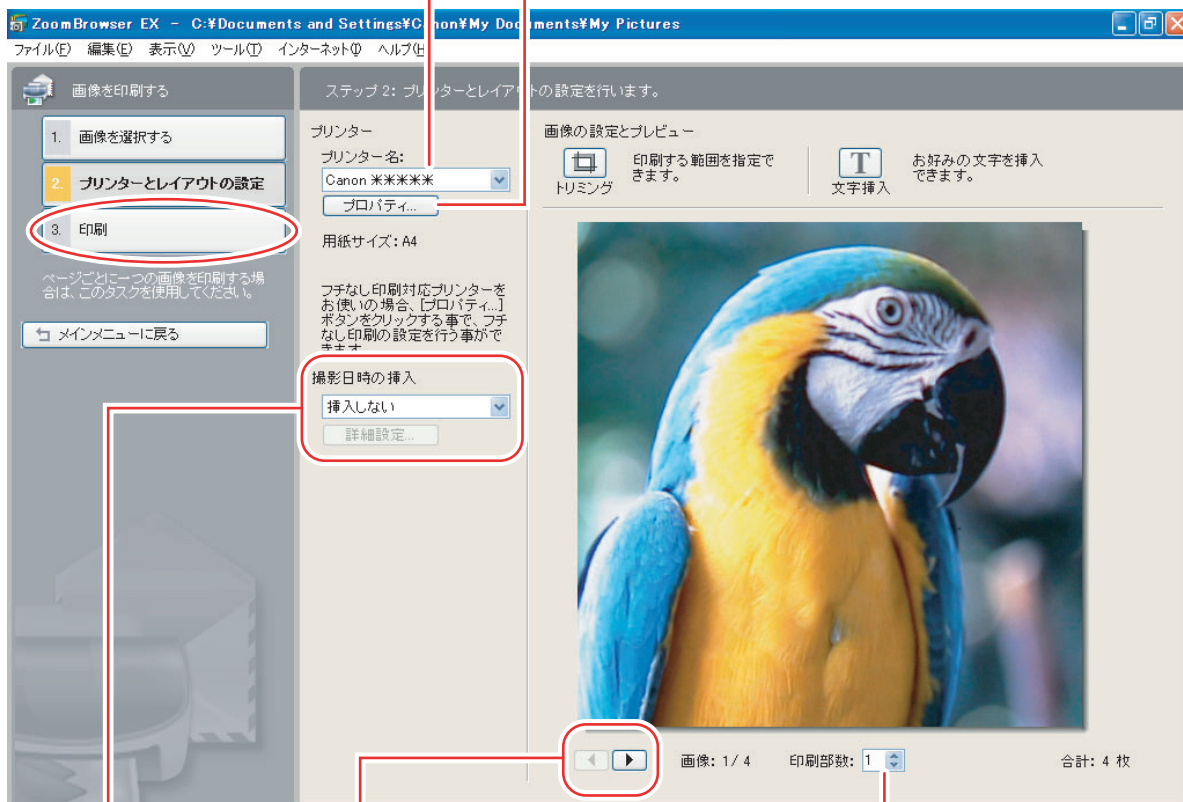 ZoomBrowser EX - C:¥Documents and Settings¥Canon¥My Documents¥My Pictures
ファイル(F) 編集(E) 表示(V) ツール(T) インターネット(I) ヘルプ(H)
画像を印刷する
ステップ 2: プリンターとレイアウトの設定を行います。
1. 画像を選択する
2. プリンターとレイアウトの設定
3. 印刷
ページごとに一つの画像を印刷する場
合は、このタスクを使用してください。
メインメニューに戻る
プリンター
プリンター名:
Canon ＊＊＊＊＊
プロパティ...
用紙サイズ: A4
フチなし印刷対応プリンターを
お使いの場合、[プロパティ...]
ボタンをクリックする事で、フチ
なし印刷の設定を行う事がで
きます
撮影日時の挿入
挿入しない
詳細設定...
画像の設定とプレビュー
トリミング
印刷する範囲を指定で
きます。
T
文字挿入
お好みの文字を挿入
できます。
画像: 1/ 4
印刷部数: 1
合計: 4 枚